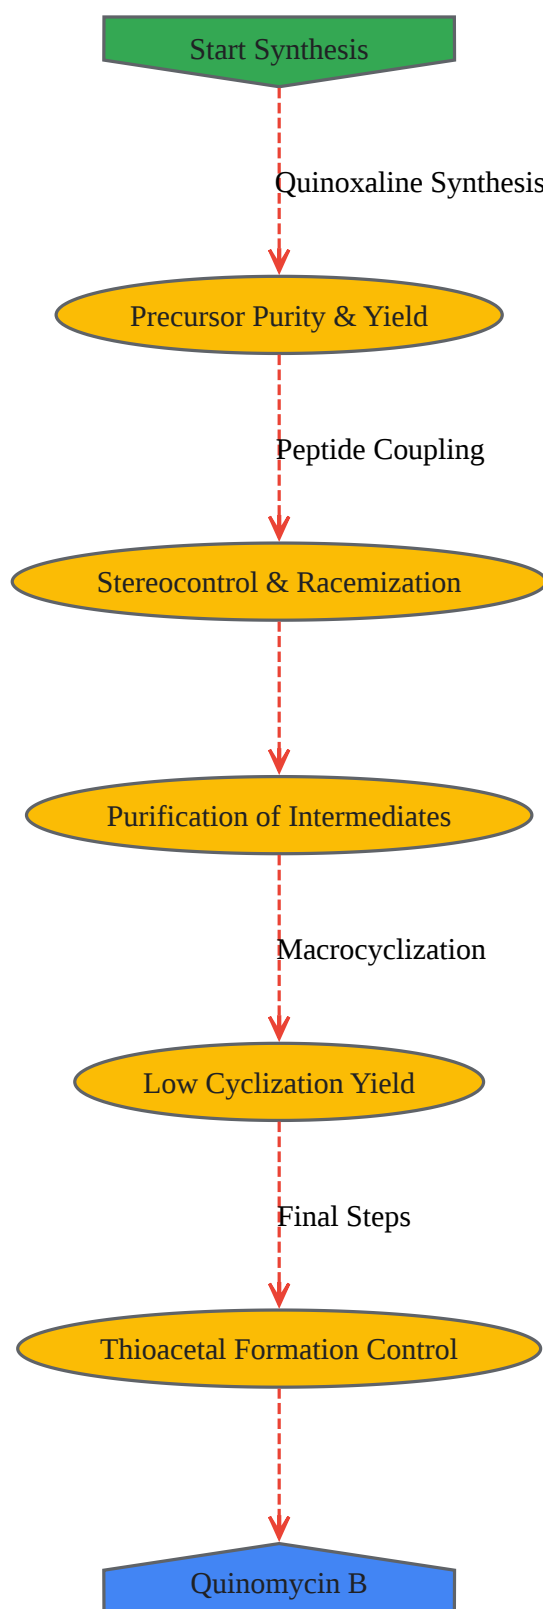 Start Synthesis
Quinoxaline Synthesis
Precursor Purity & Yield
Peptide Coupling
Stereocontrol & Racemization
Purification of Intermediates
Macrocyclization
Low Cyclization Yield
Final Steps
Thioacetal Formation Control
Quinomycin B